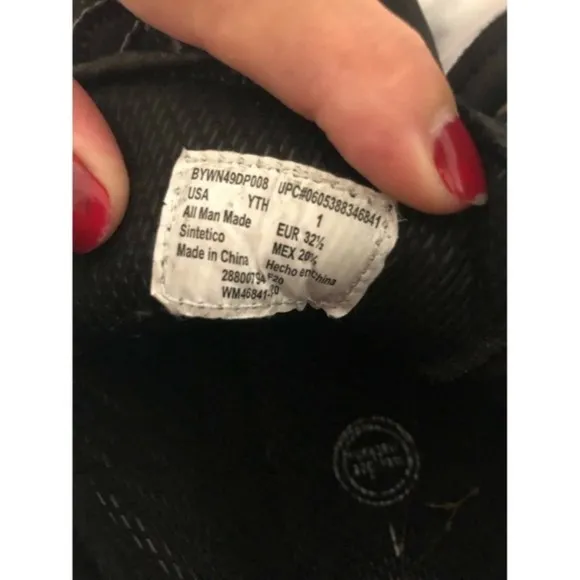 BYWN49DP008 UPC#0605388346841
USA YTH 1
All Man Made EUR 32½
Sintetico MEX 20½
Made in China Hecho en China
WM46841